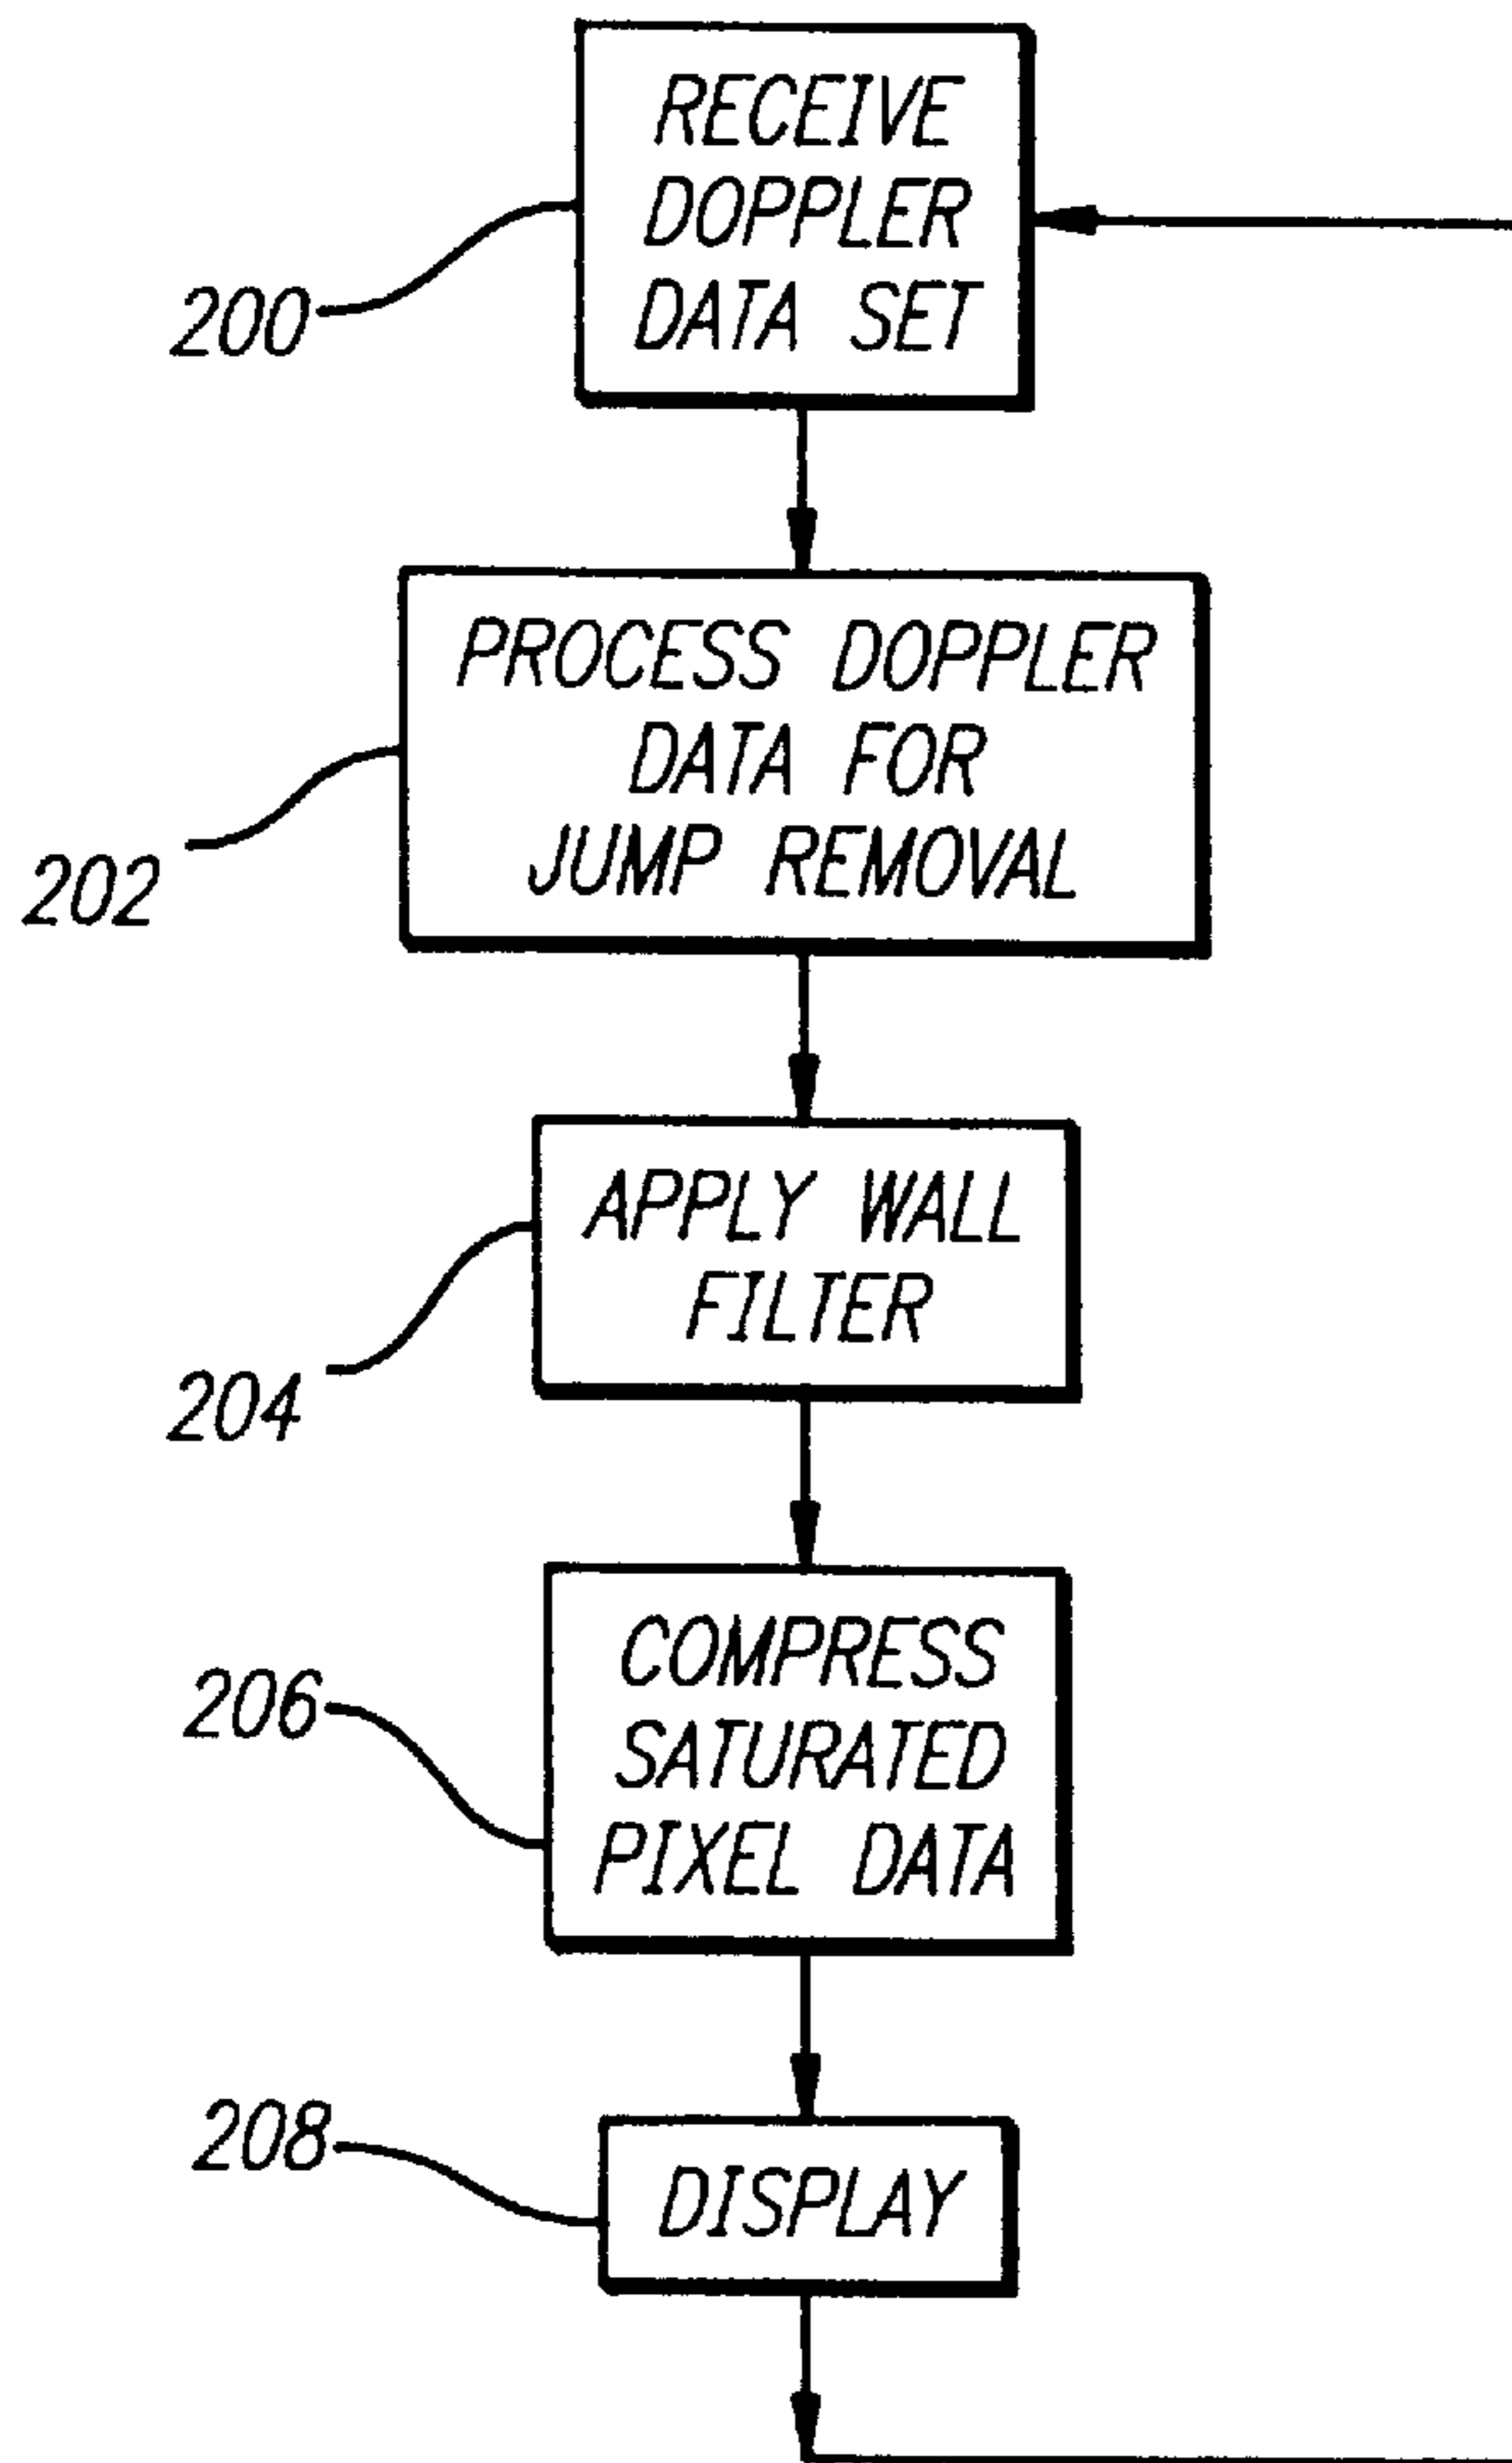 RECEIVE
DOPPLER
DATA SET
200
PROCESS DOPPLER
DATA FOR
JUMP REMOVAL
202
APPLY WALL
FILTER
204
COMPRESS
SATURATED
PIXEL DATA
206
DISPLAY
208